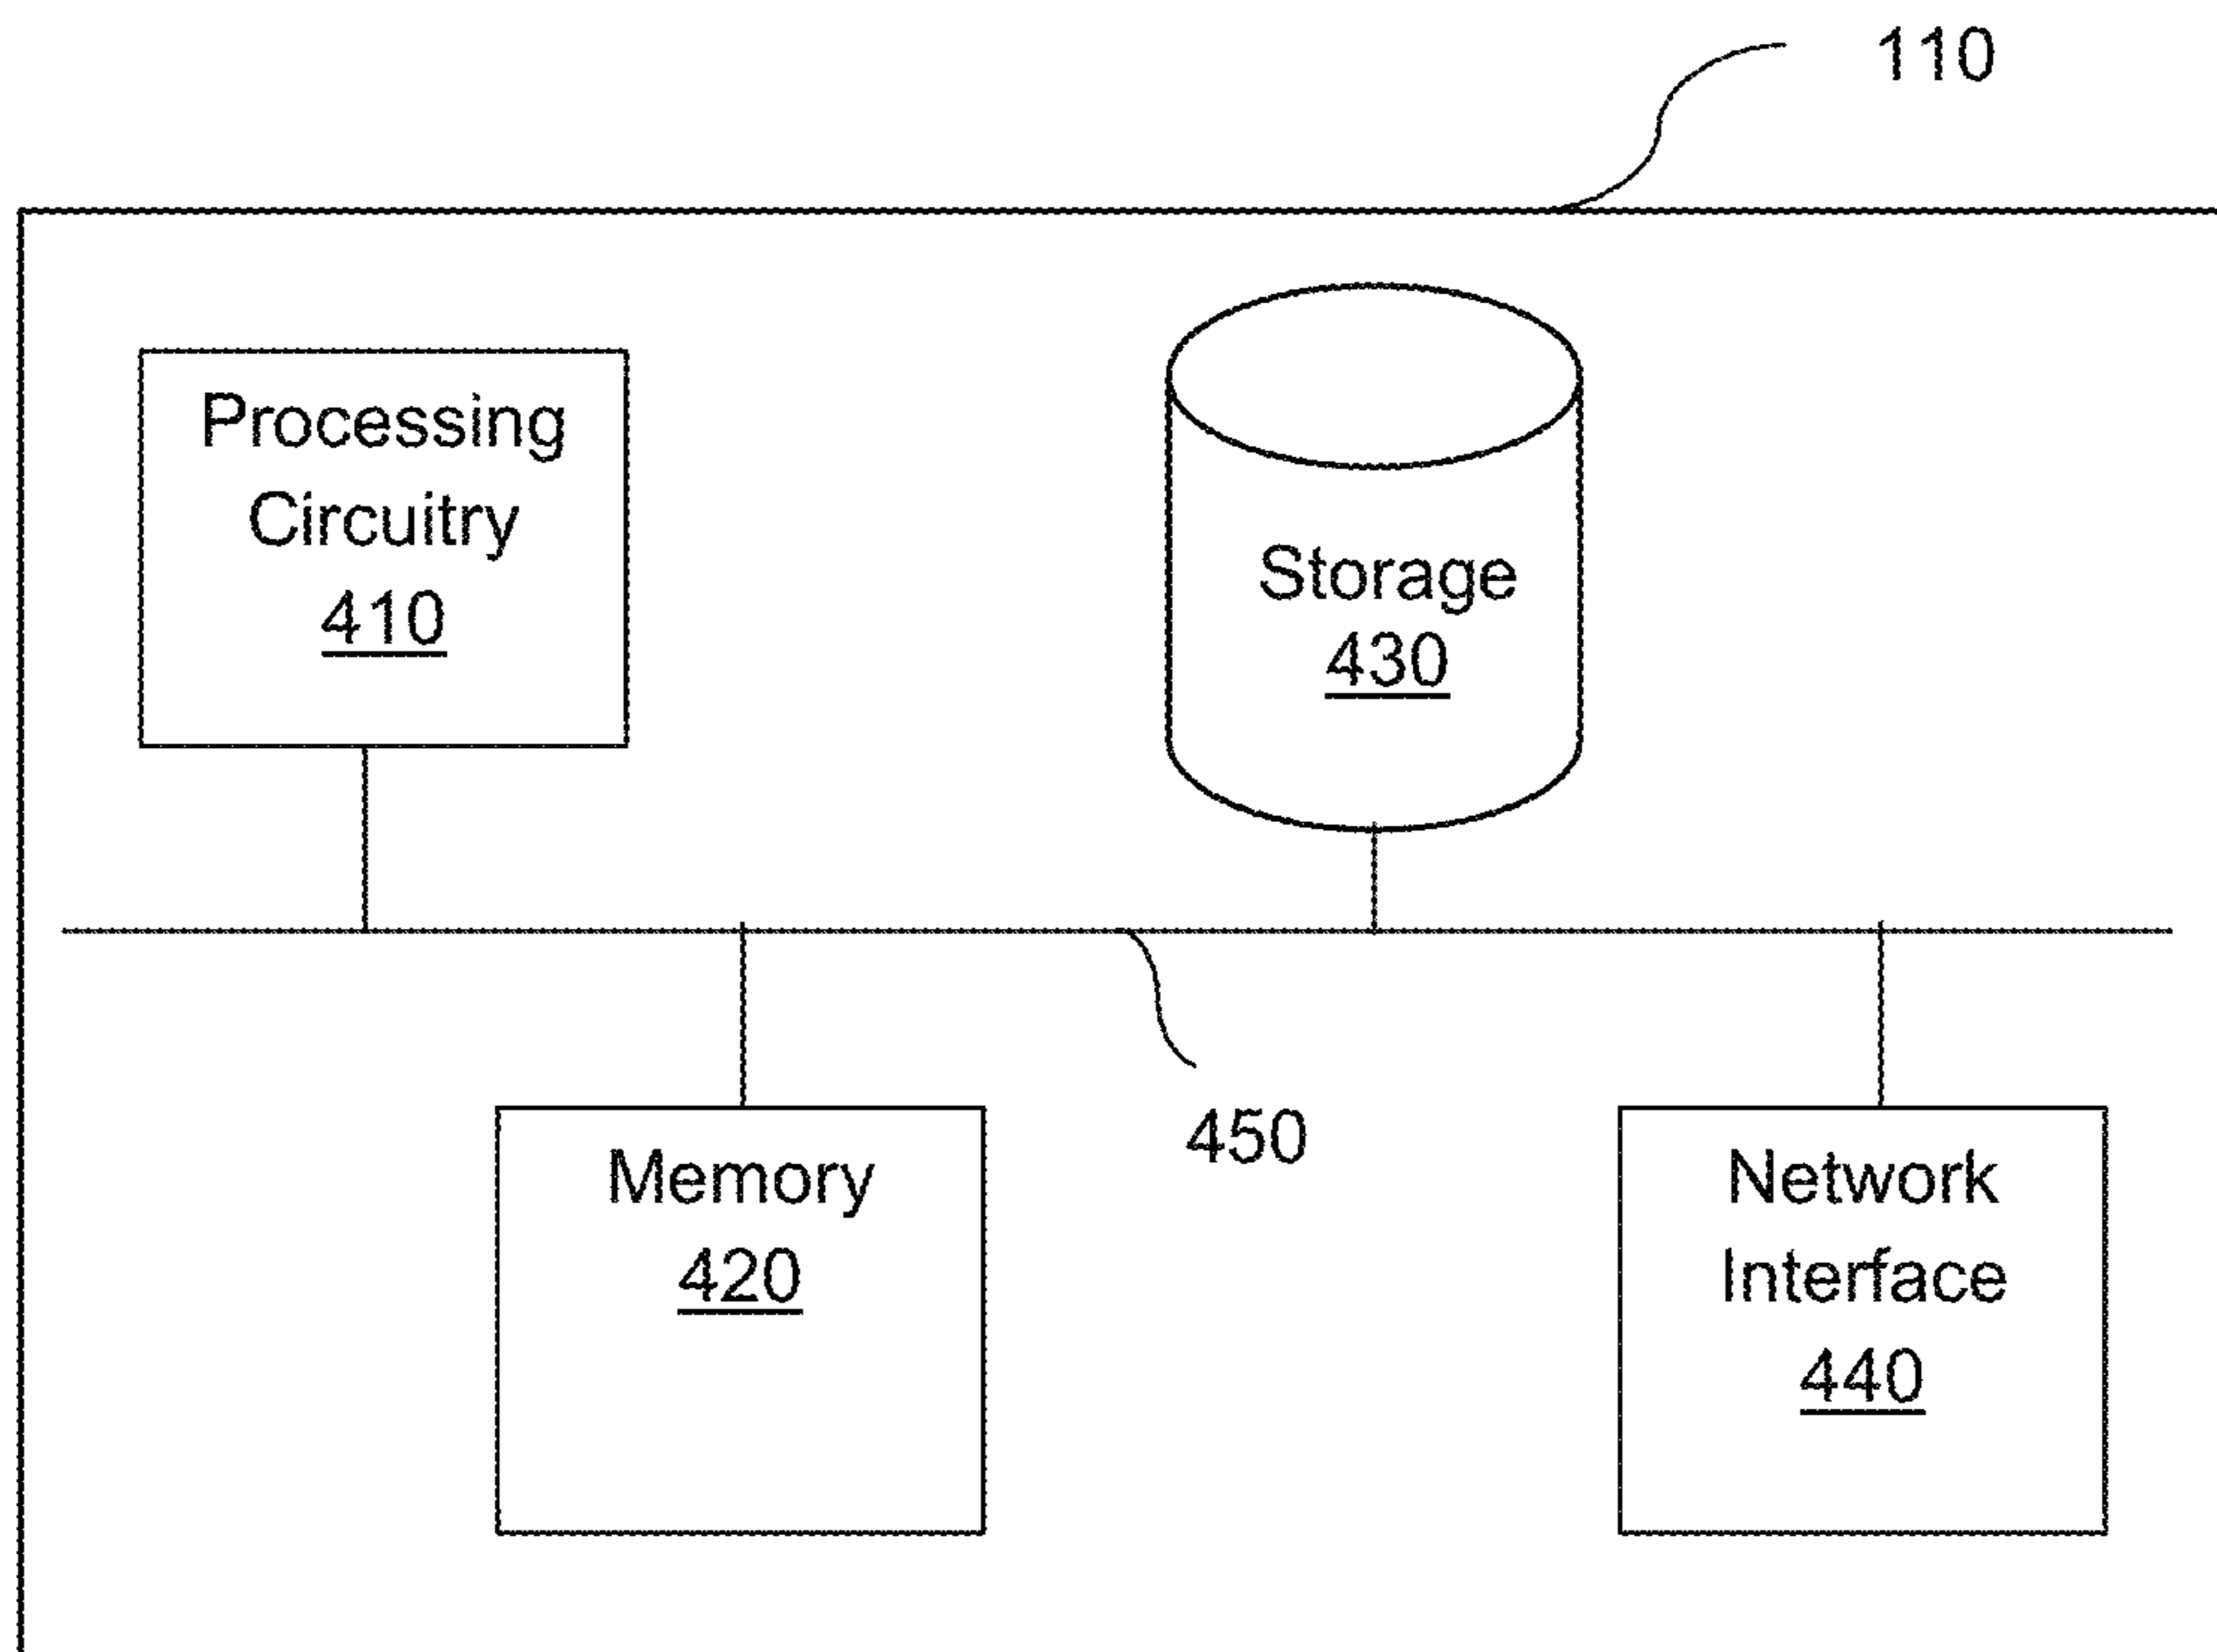 110
Processing
Circuitry
410
Storage
430
450
Memory
420
Network
Interface
440